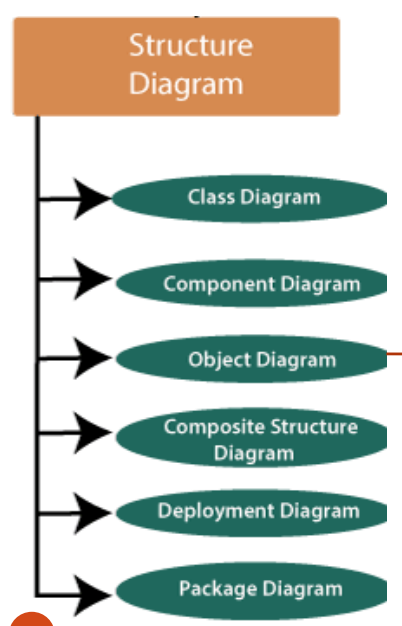 Structure
Diagram
Class Diagram
Component Diagram
Object Diagram
Composite Structure
Diagram
Deployment Diagram
Package Diagram